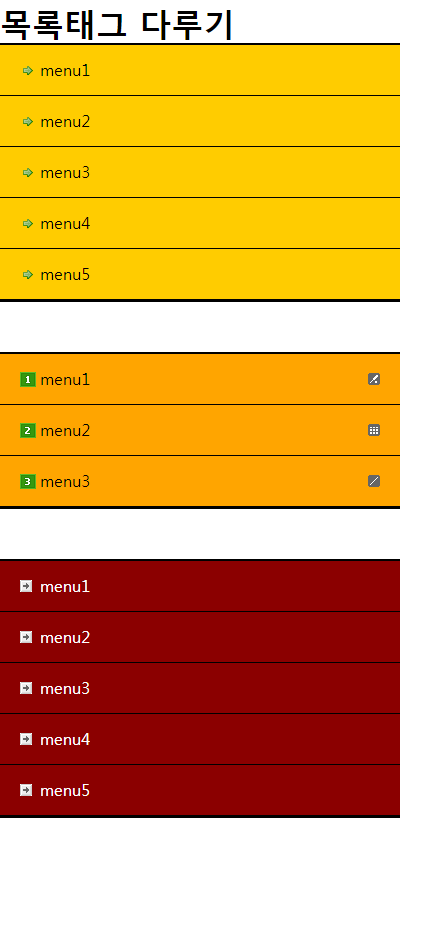 목록태그 다루기
menu1
menu2
menu3
menu4
menu5
1 menu1
2 menu2
3 menu3
menu1
menu2
menu3
menu4
menu5